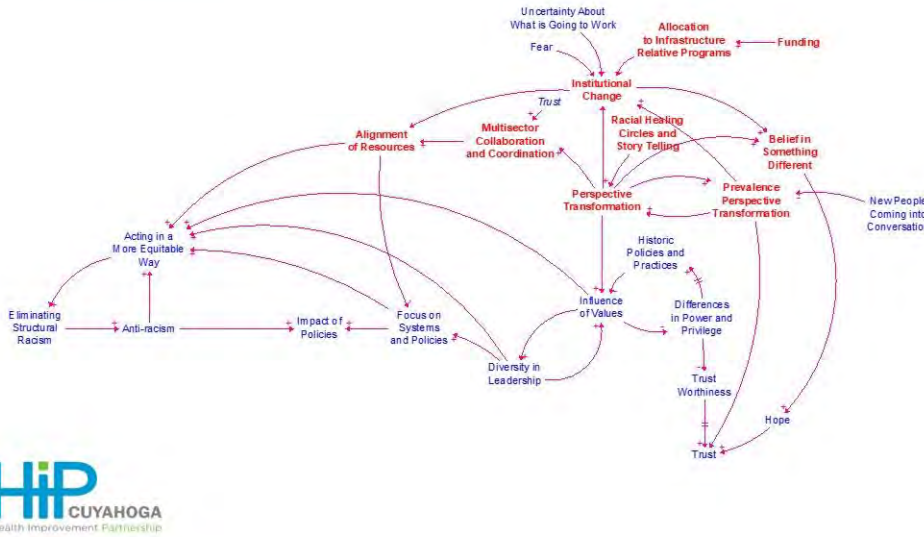 Uncertainty About
What is Going to Work
Fear
Allocation
to Infrastructure
Relative Programs
Funding
Institutional
Change
Trust
Racial Healing
Circles and
Story Telling
Alignment
of Resources
Multisector
Collaboration
and Coordination
Belief in
Something
Different
Perspective
Transformation
Prevalence
Perspective
Transformation
New People
Coming into
Conversation
Acting in a
More Equitable
Way
Historic
Policies and
Practices
Eliminating
Structural
Racism
Anti-racism
Impact of
Policies
Focus on
Systems
and Policies
Influence
of Values
Differences
in Power and
Privilege
Diversity in
Leadership
Trust
Worthiness
Hope
Trust
HiP
CUYAHOGA
Health Improvement Partnership